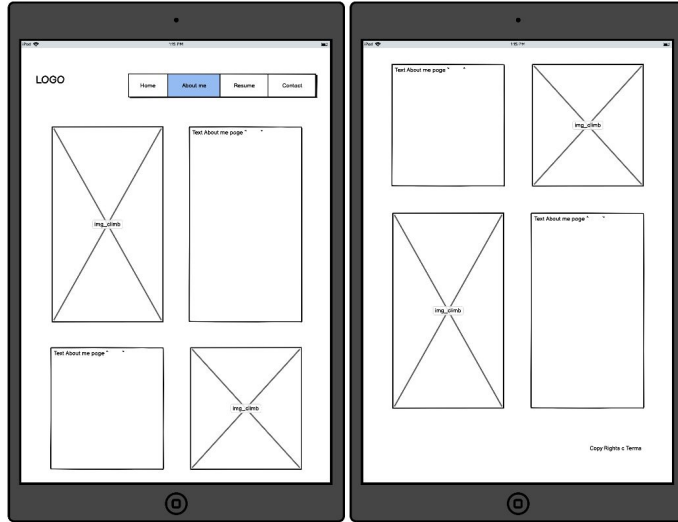 iPad 1:15 PM
LOGO
Home About me Resume Contact
img_climb
Text About me page " "
Text About me page " "
img_climb
iPad 1:15 PM
Text About me page " "
img_climb
img_climb
Text About me page " "
Copy Rights c Terms